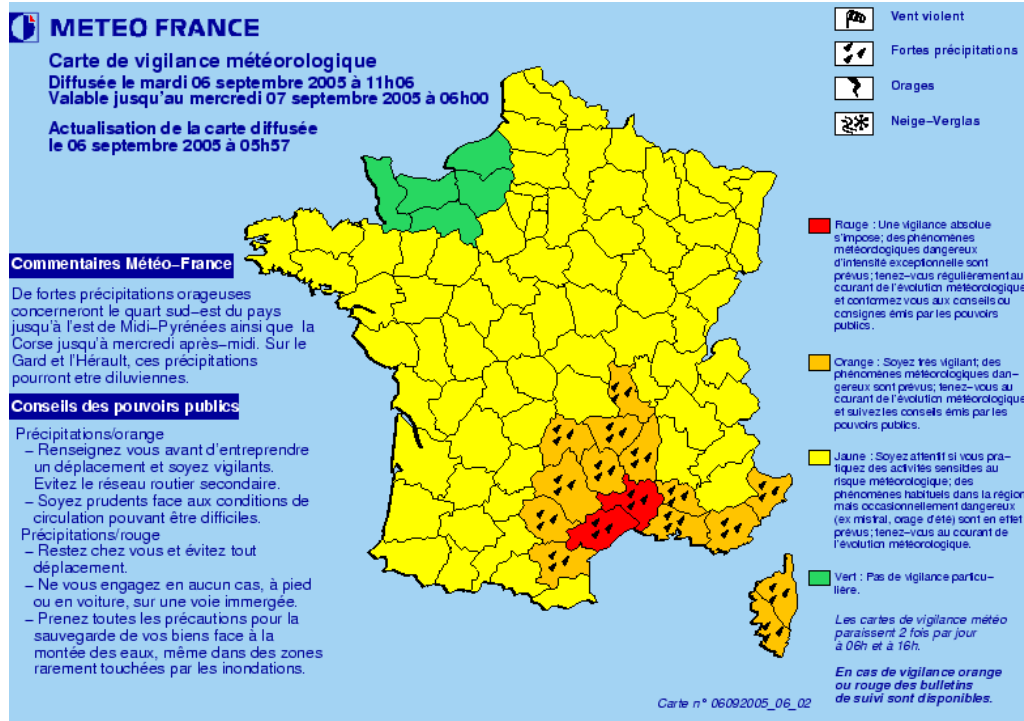 METEO FRANCE
Carte de vigilance météorologique
Diffusée le mardi 06 septembre 2005 à 11h06
Valable jusqu'au mercredi 07 septembre 2005 à 06h00
Actualisation de la carte diffusée
le 06 septembre 2005 à 05h57
Commentaires Météo–France
De fortes précipitations orageuses
concerneront le quart sud–est du pays
jusqu'à l'est de Midi–Pyrénées ainsi que la
Corse jusqu'à mercredi après–midi. Sur le
Gard et l'Hérault, ces précipitations
pourront etre diluviennes.
Conseils des pouvoirs publics
Précipitations/orange
– Renseignez vous avant d'entreprendre
un déplacement et soyez vigilants.
Evitez le réseau routier secondaire.
– Soyez prudents face aux conditions de
circulation pouvant être difficiles.
Précipitations/rouge
– Restez chez vous et évitez tout
déplacement.
– Ne vous engagez en aucun cas, à pied
ou en voiture, sur une voie immergée.
– Prenez toutes les précautions pour la
sauvegarde de vos biens face à la
montée des eaux, même dans des zones
rarement touchées par les inondations.
Vent violent
Fortes précipitations
Orages
Neige–Verglas
Rouge : Une vigilance absolue
s'impose; des phénomènes
météorologiques dangereux
d'intensité exceptionnelle sont
prévus; tenez–vous régulièrement au
courant de l'évolution météorologique
et conformez vous aux conseils ou
consignes émis par les pouvoirs
publics.
Orange : Soyez très vigilant; des
phénomènes météorologiques dan–
gereux sont prévus; tenez–vous au
courant de l'évolution météorologique
et suivez les conseils émis par les
pouvoirs publics.
Jaune : Soyez attentif si vous pra–
tiquez des activités sensibles au
risque météorologique; des
phénomènes habituels dans la région
mais occasionnellement dangereux
(ex mistral, orage d'été) sont en effet
prévus; tenez–vous au courant de
l'évolution météorologique.
Vert : Pas de vigilance particu–
lière.
Les cartes de vigilance météo
paraissent 2 fois par jour
à 06h et à 16h.
En cas de vigilance orange
ou rouge des bulletins
de suivi sont disponibles.
Carte n° 06092005_06_02